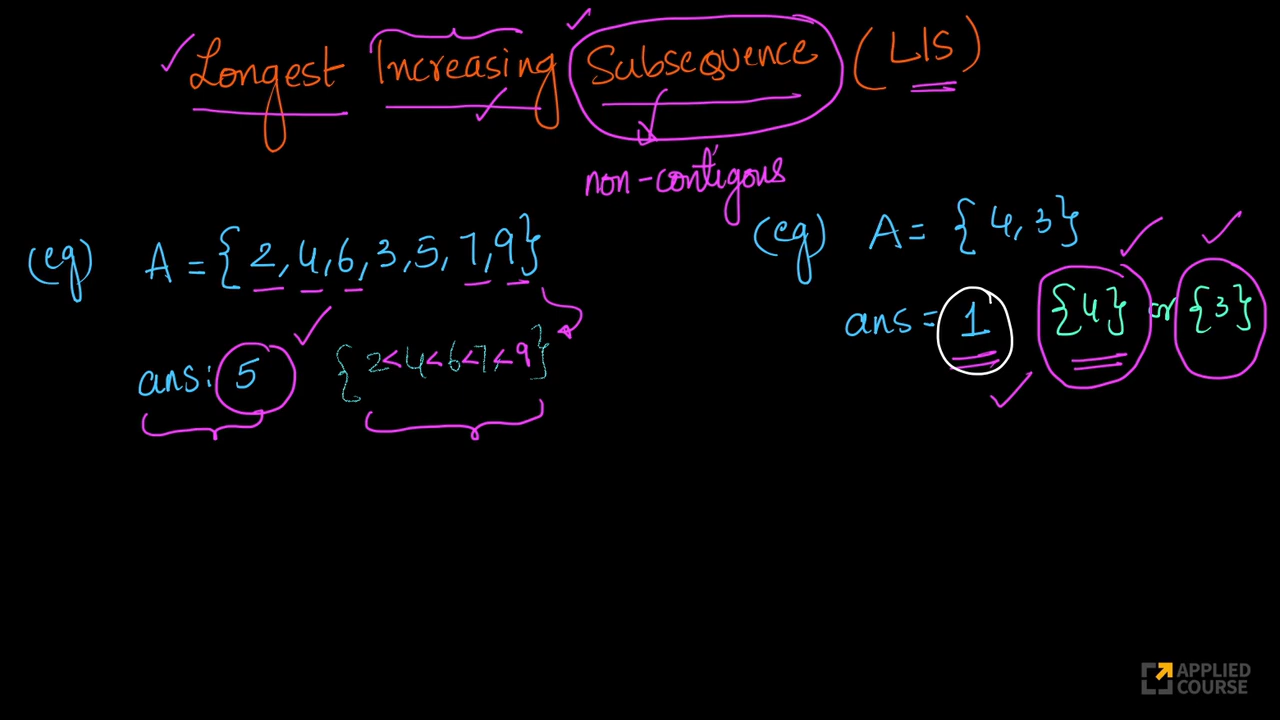 Longest Increasing Subsequence (LIS)
non-contigous
(eg) A = {2, 4, 6, 3, 5, 7, 9}
ans: 5 {2<4<6<7<9}
(eg) A = {4, 3}
ans = 1 {4} or {3}
APPLIED
COURSE